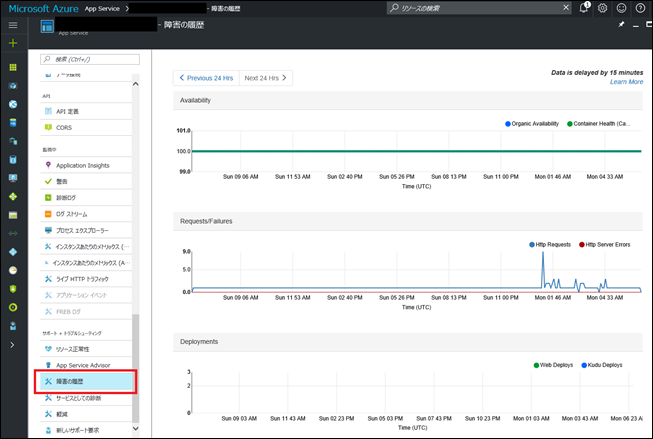 Microsoft Azure App Service > - 障害の履歴
リソースの検索
1
- 障害の履歴
App Service
検索 (Ctrl+/)
API
API 定義
CORS
監視中
Application Insights
警告
診断ログ
ログ ストリーム
プロセス エクスプローラー
インスタンスあたりのメトリックス (…
インスタンスあたりのメトリックス (A…
ライブ HTTP トラフィック
アプリケーション イベント
FREB ログ
サポート + トラブルシューティング
リソース正常性
App Service Advisor
障害の履歴
サービスとしての診断
軽減
新しいサポート要求
Previous 24 Hrs
Next 24 Hrs
Data is delayed by 15 minutes
Learn More
Availability
Organic Availability
Container Health (Ca...
101.0
100.0
99.0
Sun 09 06 AM Sun 11 53 AM Sun 02 40 PM Sun 05 26 PM Sun 08 13 PM Sun 11 00 PM Mon 01 46 AM Mon 04 33 AM
Time (UTC)
Requests/Failures
Http Requests
Http Server Errors
9.0
5.0
0.0
Sun 09 06 AM Sun 11 53 AM Sun 02 40 PM Sun 05 26 PM Sun 08 13 PM Sun 11 00 PM Mon 01 46 AM Mon 04 33 AM
Time (UTC)
Deployments
Web Deploys
Kudu Deploys
3
2
0
Sun 09 03 AM Sun 11 43 AM Sun 02 23 PM Sun 05 03 PM Sun 07 43 PM Sun 10 23 PM Mon 01 03 AM Mon 03 43 AM Mon 06 23 A
Time (UTC)